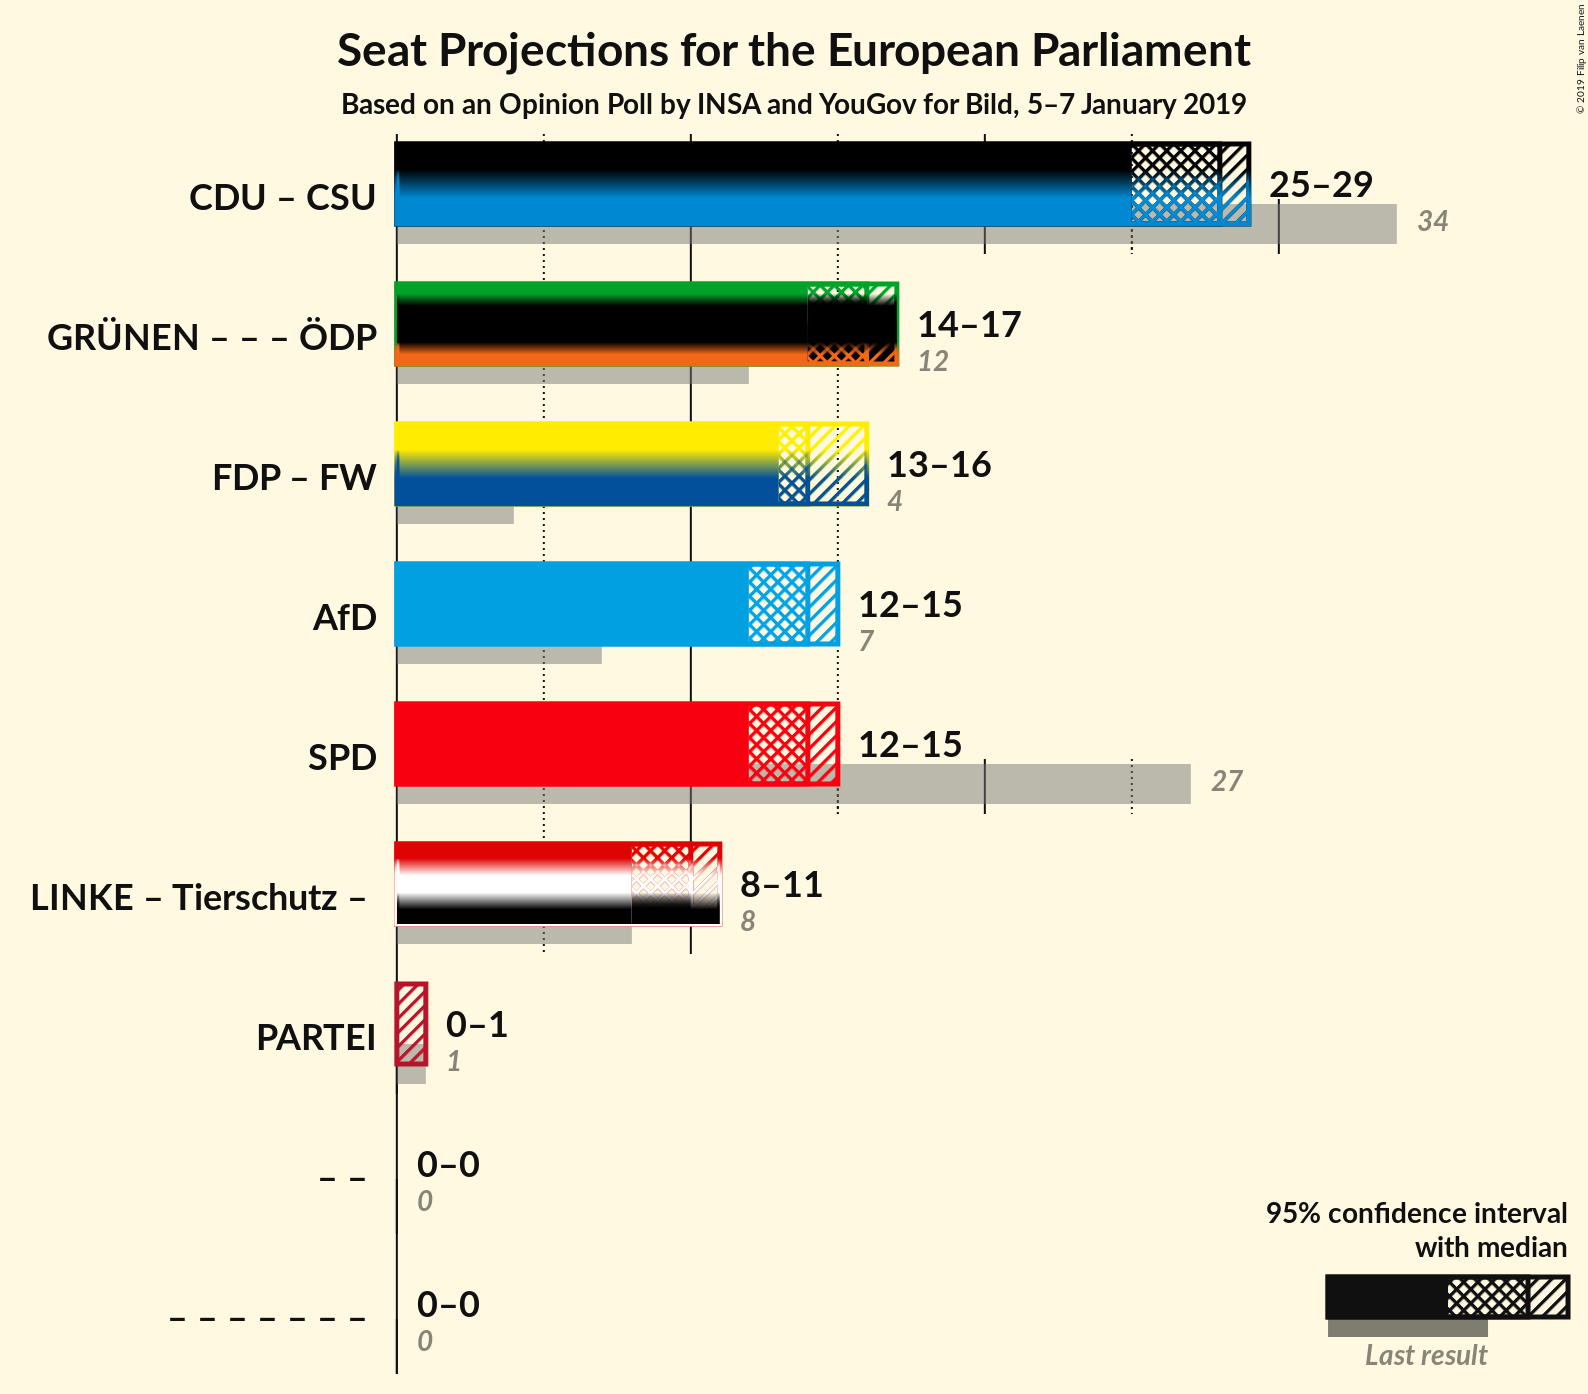 Seat Projections for the European Parliament
Based on an Opinion Poll by INSA and YouGov for Bild, 5–7 January 2019
© 2019 Filip van Laenen
CDU – CSU
25–29
34
GRÜNEN – – – ÖDP
14–17
12
FDP – FW
13–16
4
AfD
12–15
7
SPD
12–15
27
LINKE – Tierschutz –
8–11
8
PARTEI
0–1
1
– –
0–0
0
– – – – – – –
0–0
0
95% confidence interval
with median
Last result